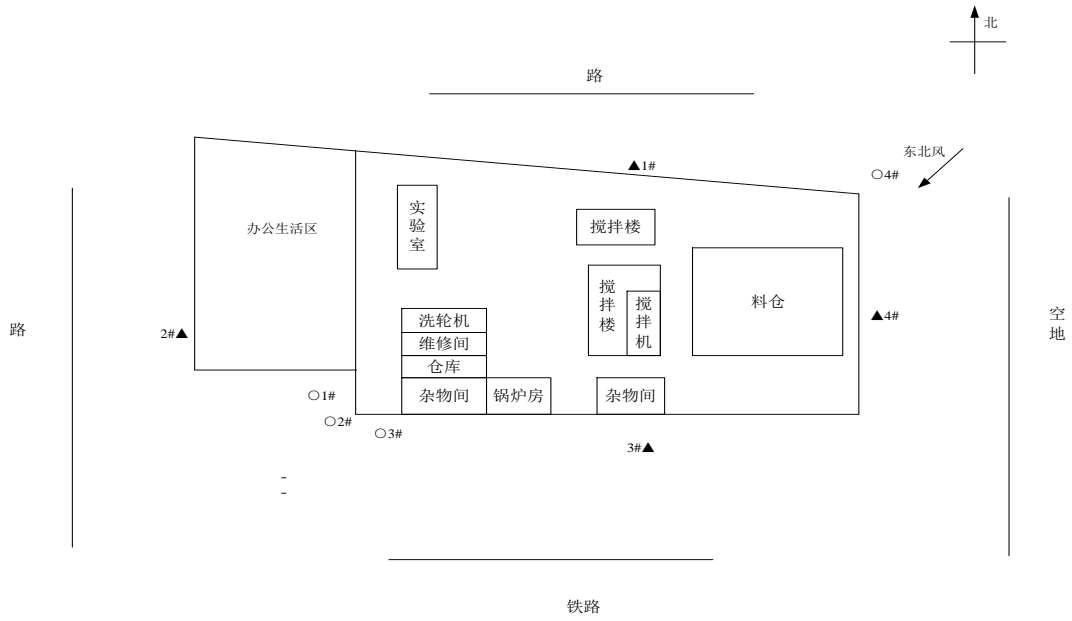 北
路
▲1#
东北风
○4#
实验室
搅拌楼
办公生活区
搅拌楼
搅拌机
料仓
▲4#
空地
路
2#▲
洗轮机
维修间
仓库
杂物间
锅炉房
杂物间
○1#
○2#
○3#
3#▲
铁路